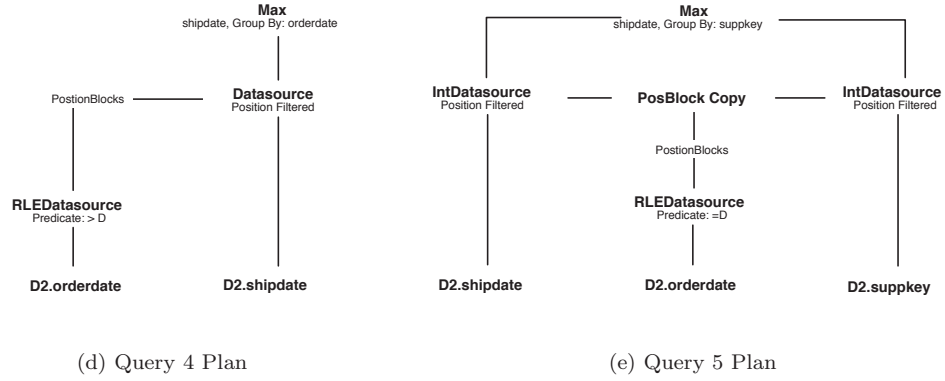 Max
shipdate, Group By: orderdate
PostionBlocks
Datasource
Position Filtered
RLEDatasource
Predicate: > D
D2.orderdate
D2.shipdate
(d) Query 4 Plan
Max
shipdate, Group By: suppkey
IntDatasource
Position Filtered
PosBlock Copy
IntDatasource
Position Filtered
PostionBlocks
RLEDatasource
Predicate: =D
D2.shipdate
D2.orderdate
D2.suppkey
(e) Query 5 Plan